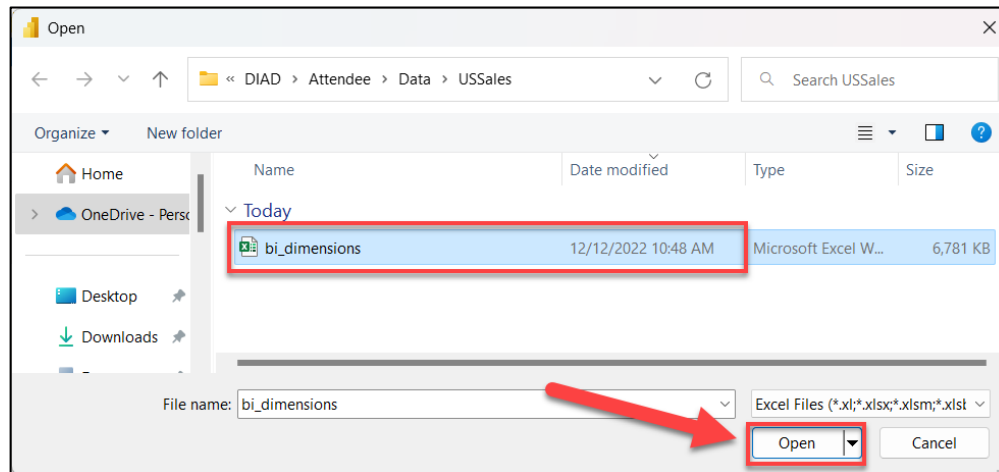 Open
« DIAD > Attendee > Data > USSales
Search USSales
Organize
New folder
Name
Date modified
Type
Size
Home
OneDrive - Persc
Today
bi_dimensions 12/12/2022 10:48 AM Microsoft Excel W... 6,781 KB
Desktop
Downloads
File name: bi_dimensions
Excel Files (*.xl;*.xlsx;*.xlsm;*.xlsb
Open
Cancel